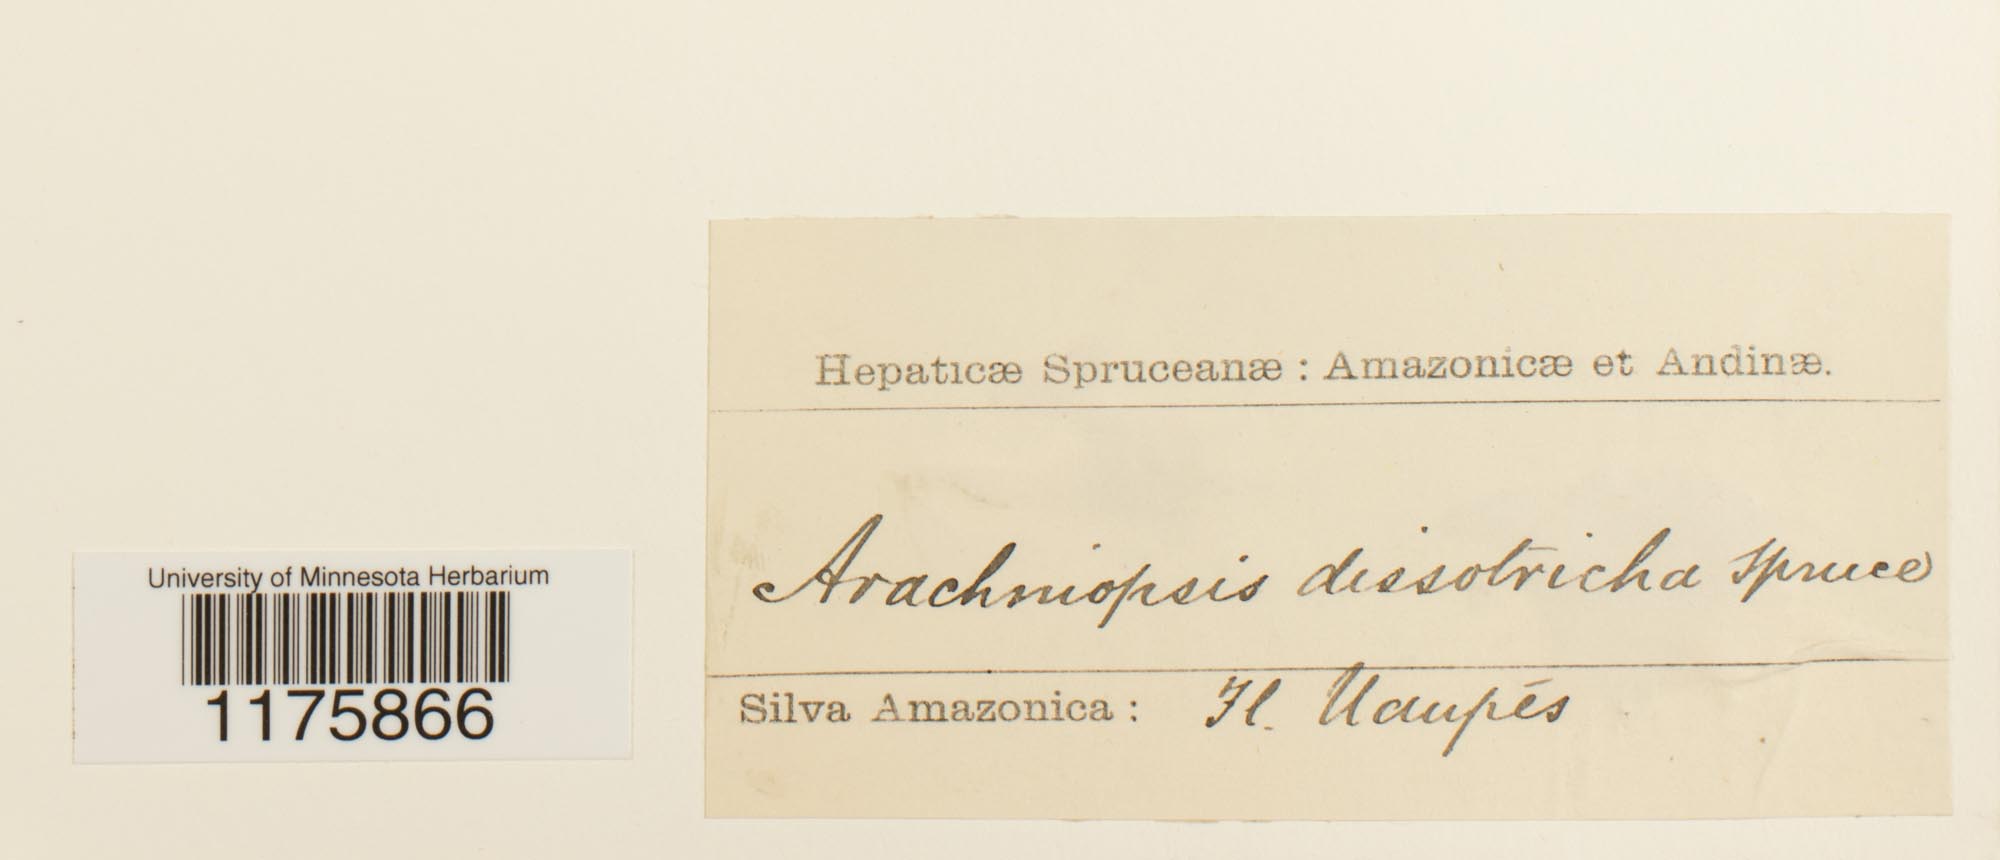 Hepaticæ Spruceanæ : Amazonicæ et Andinæ.
Arachniopsis dissotricha Spruce
Silva Amazonica : Fl. Uaupés
University of Minnesota Herbarium
1175866